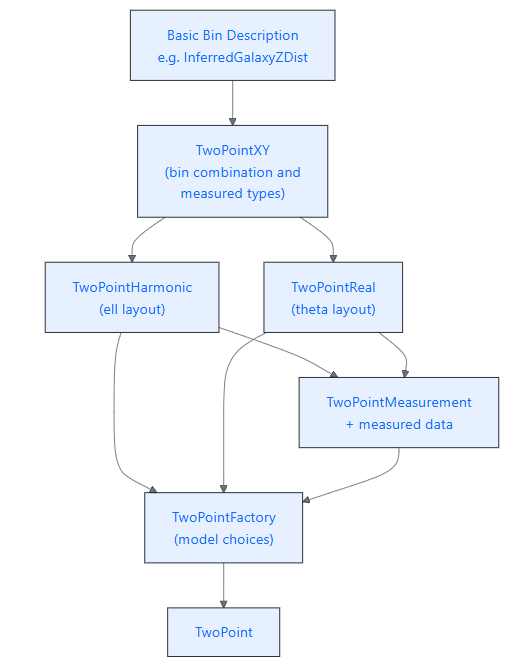 Basic Bin Description
e.g. InferredGalaxyZDist
TwoPointXY
(bin combination and
measured types)
TwoPointHarmonic
(ell layout)
TwoPointReal
(theta layout)
TwoPointMeasurement
+ measured data
TwoPointFactory
(model choices)
TwoPoint